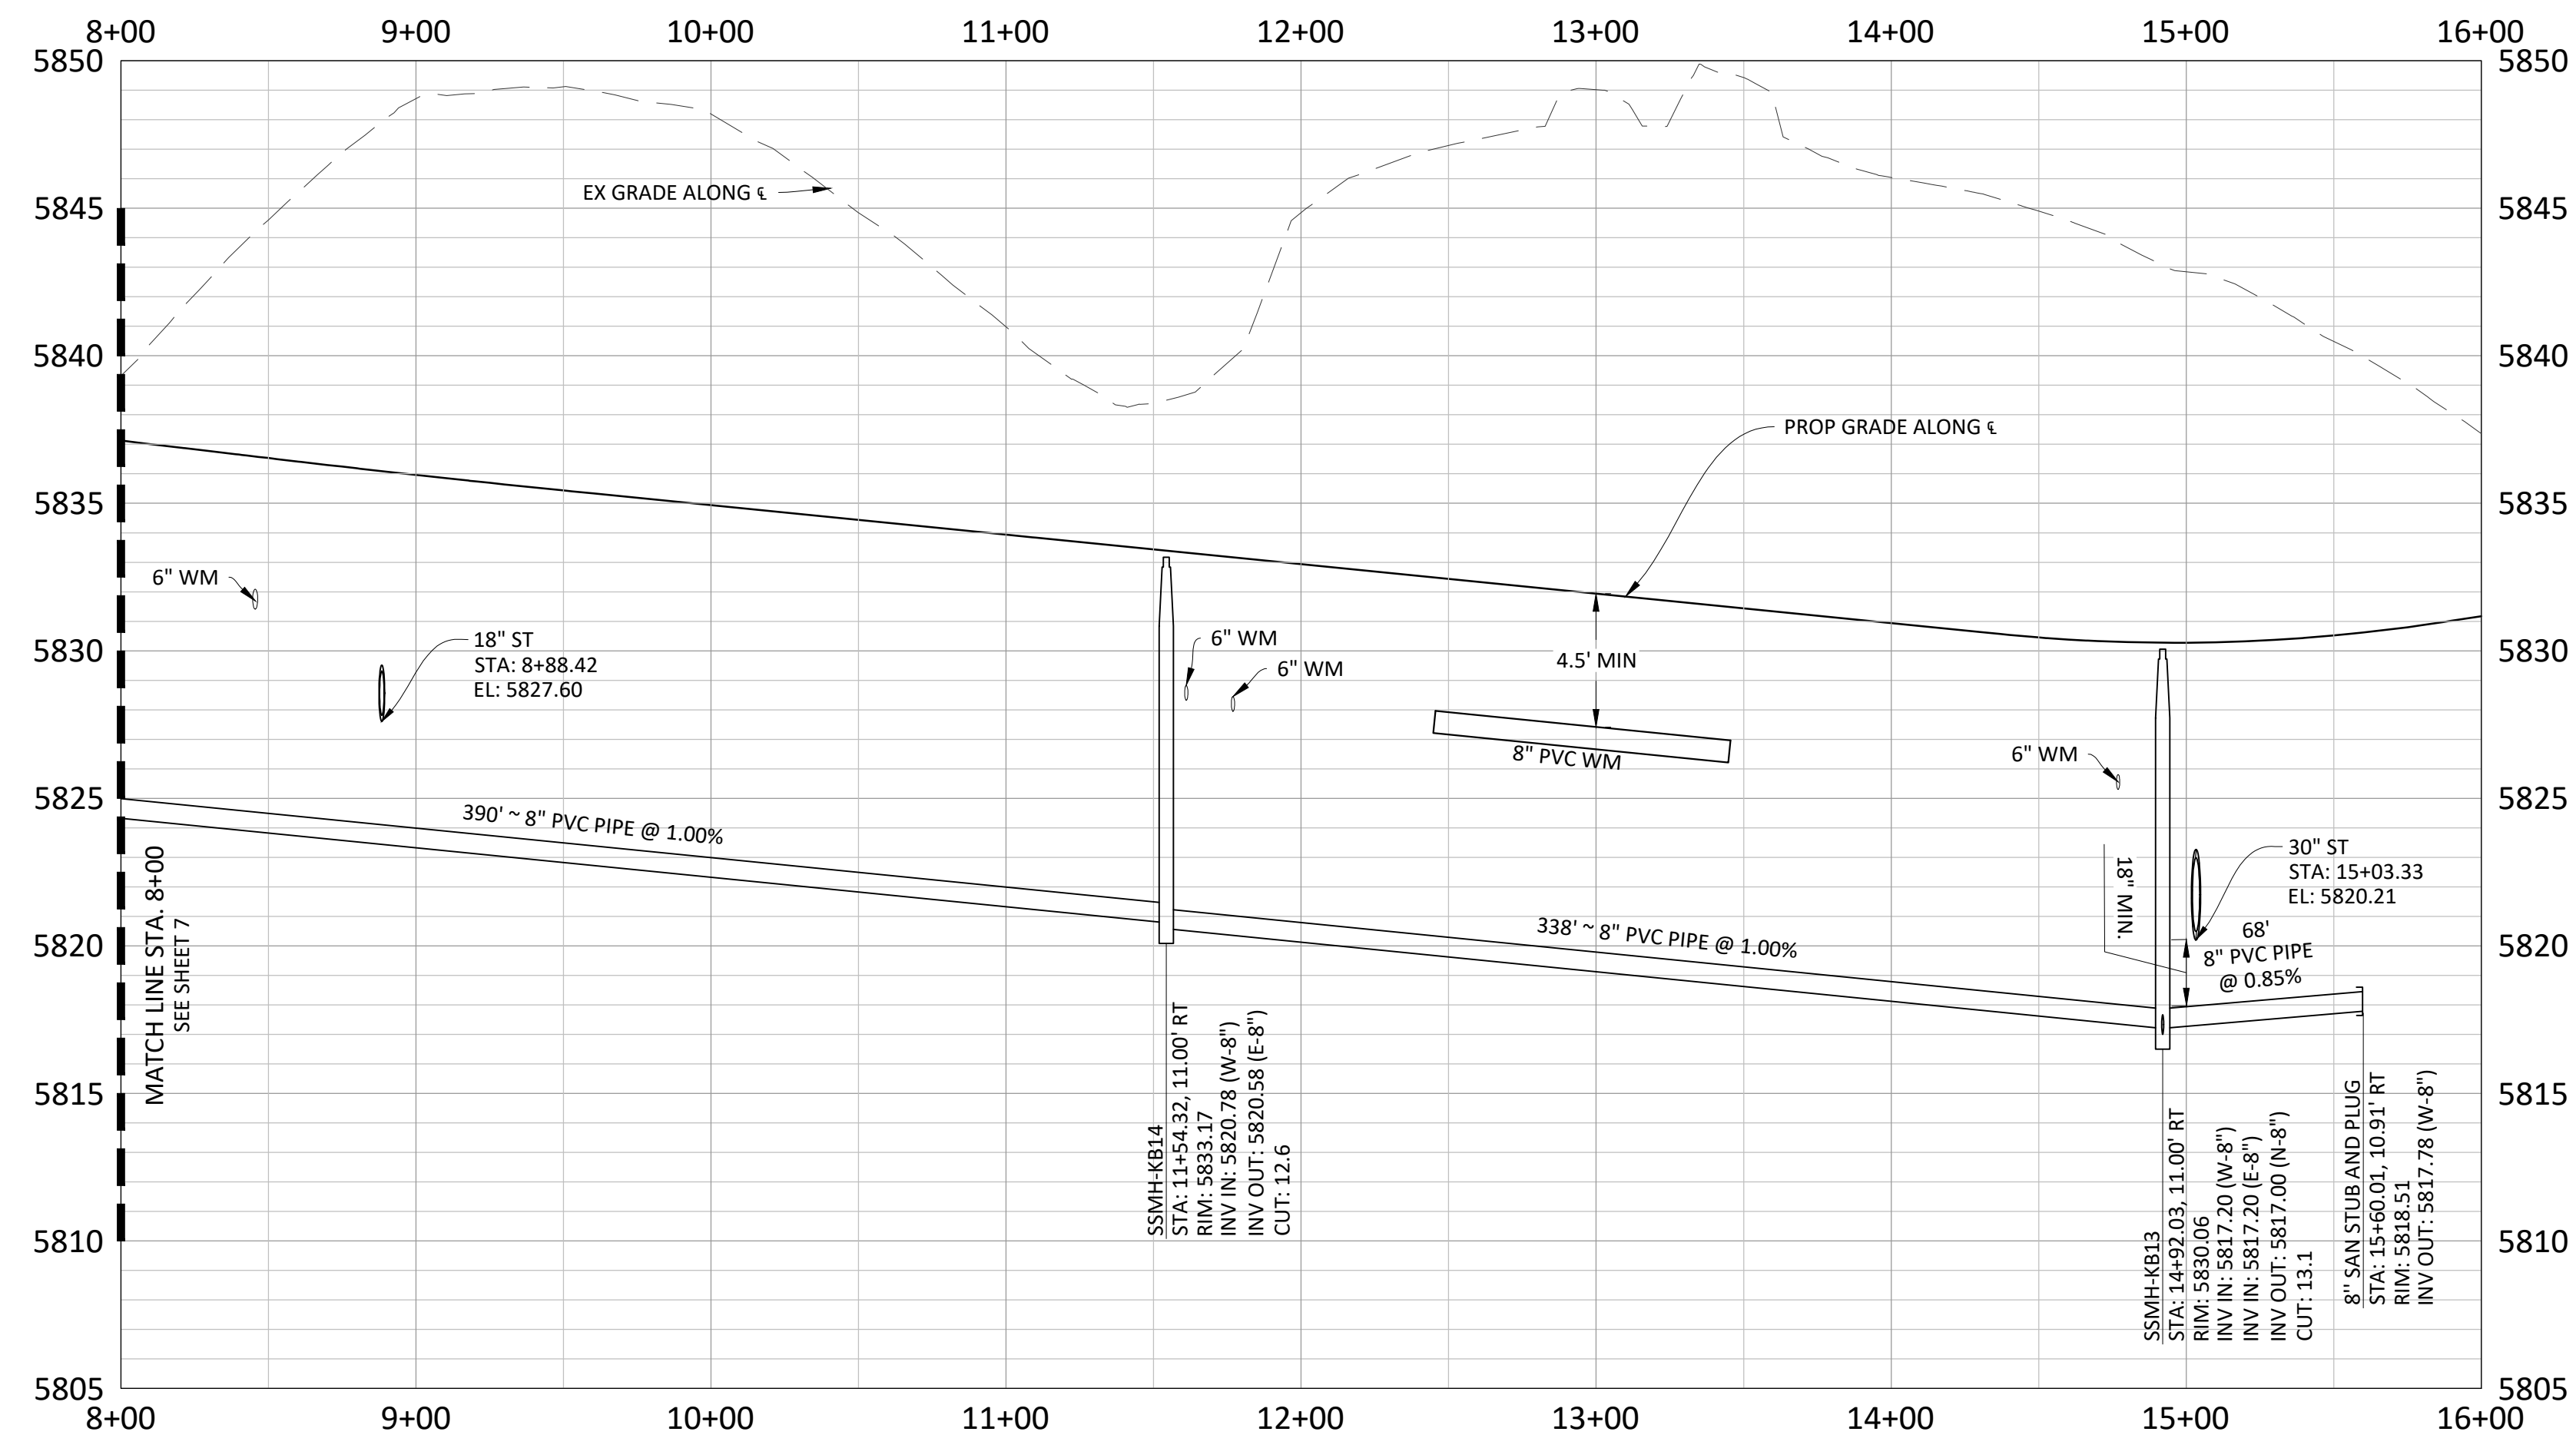 8+00 9+00 10+00 11+00 12+00 13+00 14+00 15+00 16+00
5850 5850
EX GRADE ALONG ℄
5845 5845
5840 5840
PROP GRADE ALONG ℄
5835 5835
6" WM
18" ST
STA: 8+88.42
EL: 5827.60
6" WM
6" WM
5830 5830
4.5' MIN
8" PVC WM
6" WM
5825 5825
390' ~ 8" PVC PIPE @ 1.00%
18" MIN.
30" ST
STA: 15+03.33
EL: 5820.21
338' ~ 8" PVC PIPE @ 1.00%
68'
8" PVC PIPE
@ 0.85%
5820 5820
MATCH LINE STA. 8+00
SEE SHEET 7
SSMH-KB14
STA: 11+54.32, 11.00' RT
RIM: 5833.17
INV IN: 5820.78 (W-8")
INV OUT: 5820.58 (E-8")
CUT: 12.6
5815 5815
SSMH-KB13
STA: 14+92.03, 11.00' RT
RIM: 5830.06
INV IN: 5817.20 (W-8")
INV IN: 5817.20 (E-8")
INV OUT: 5817.00 (N-8")
CUT: 13.1
8" SAN STUB AND PLUG
STA: 15+60.01, 10.91' RT
RIM: 5818.51
INV OUT: 5817.78 (W-8")
5810 5810
5805 5805
8+00 9+00 10+00 11+00 12+00 13+00 14+00 15+00 16+00